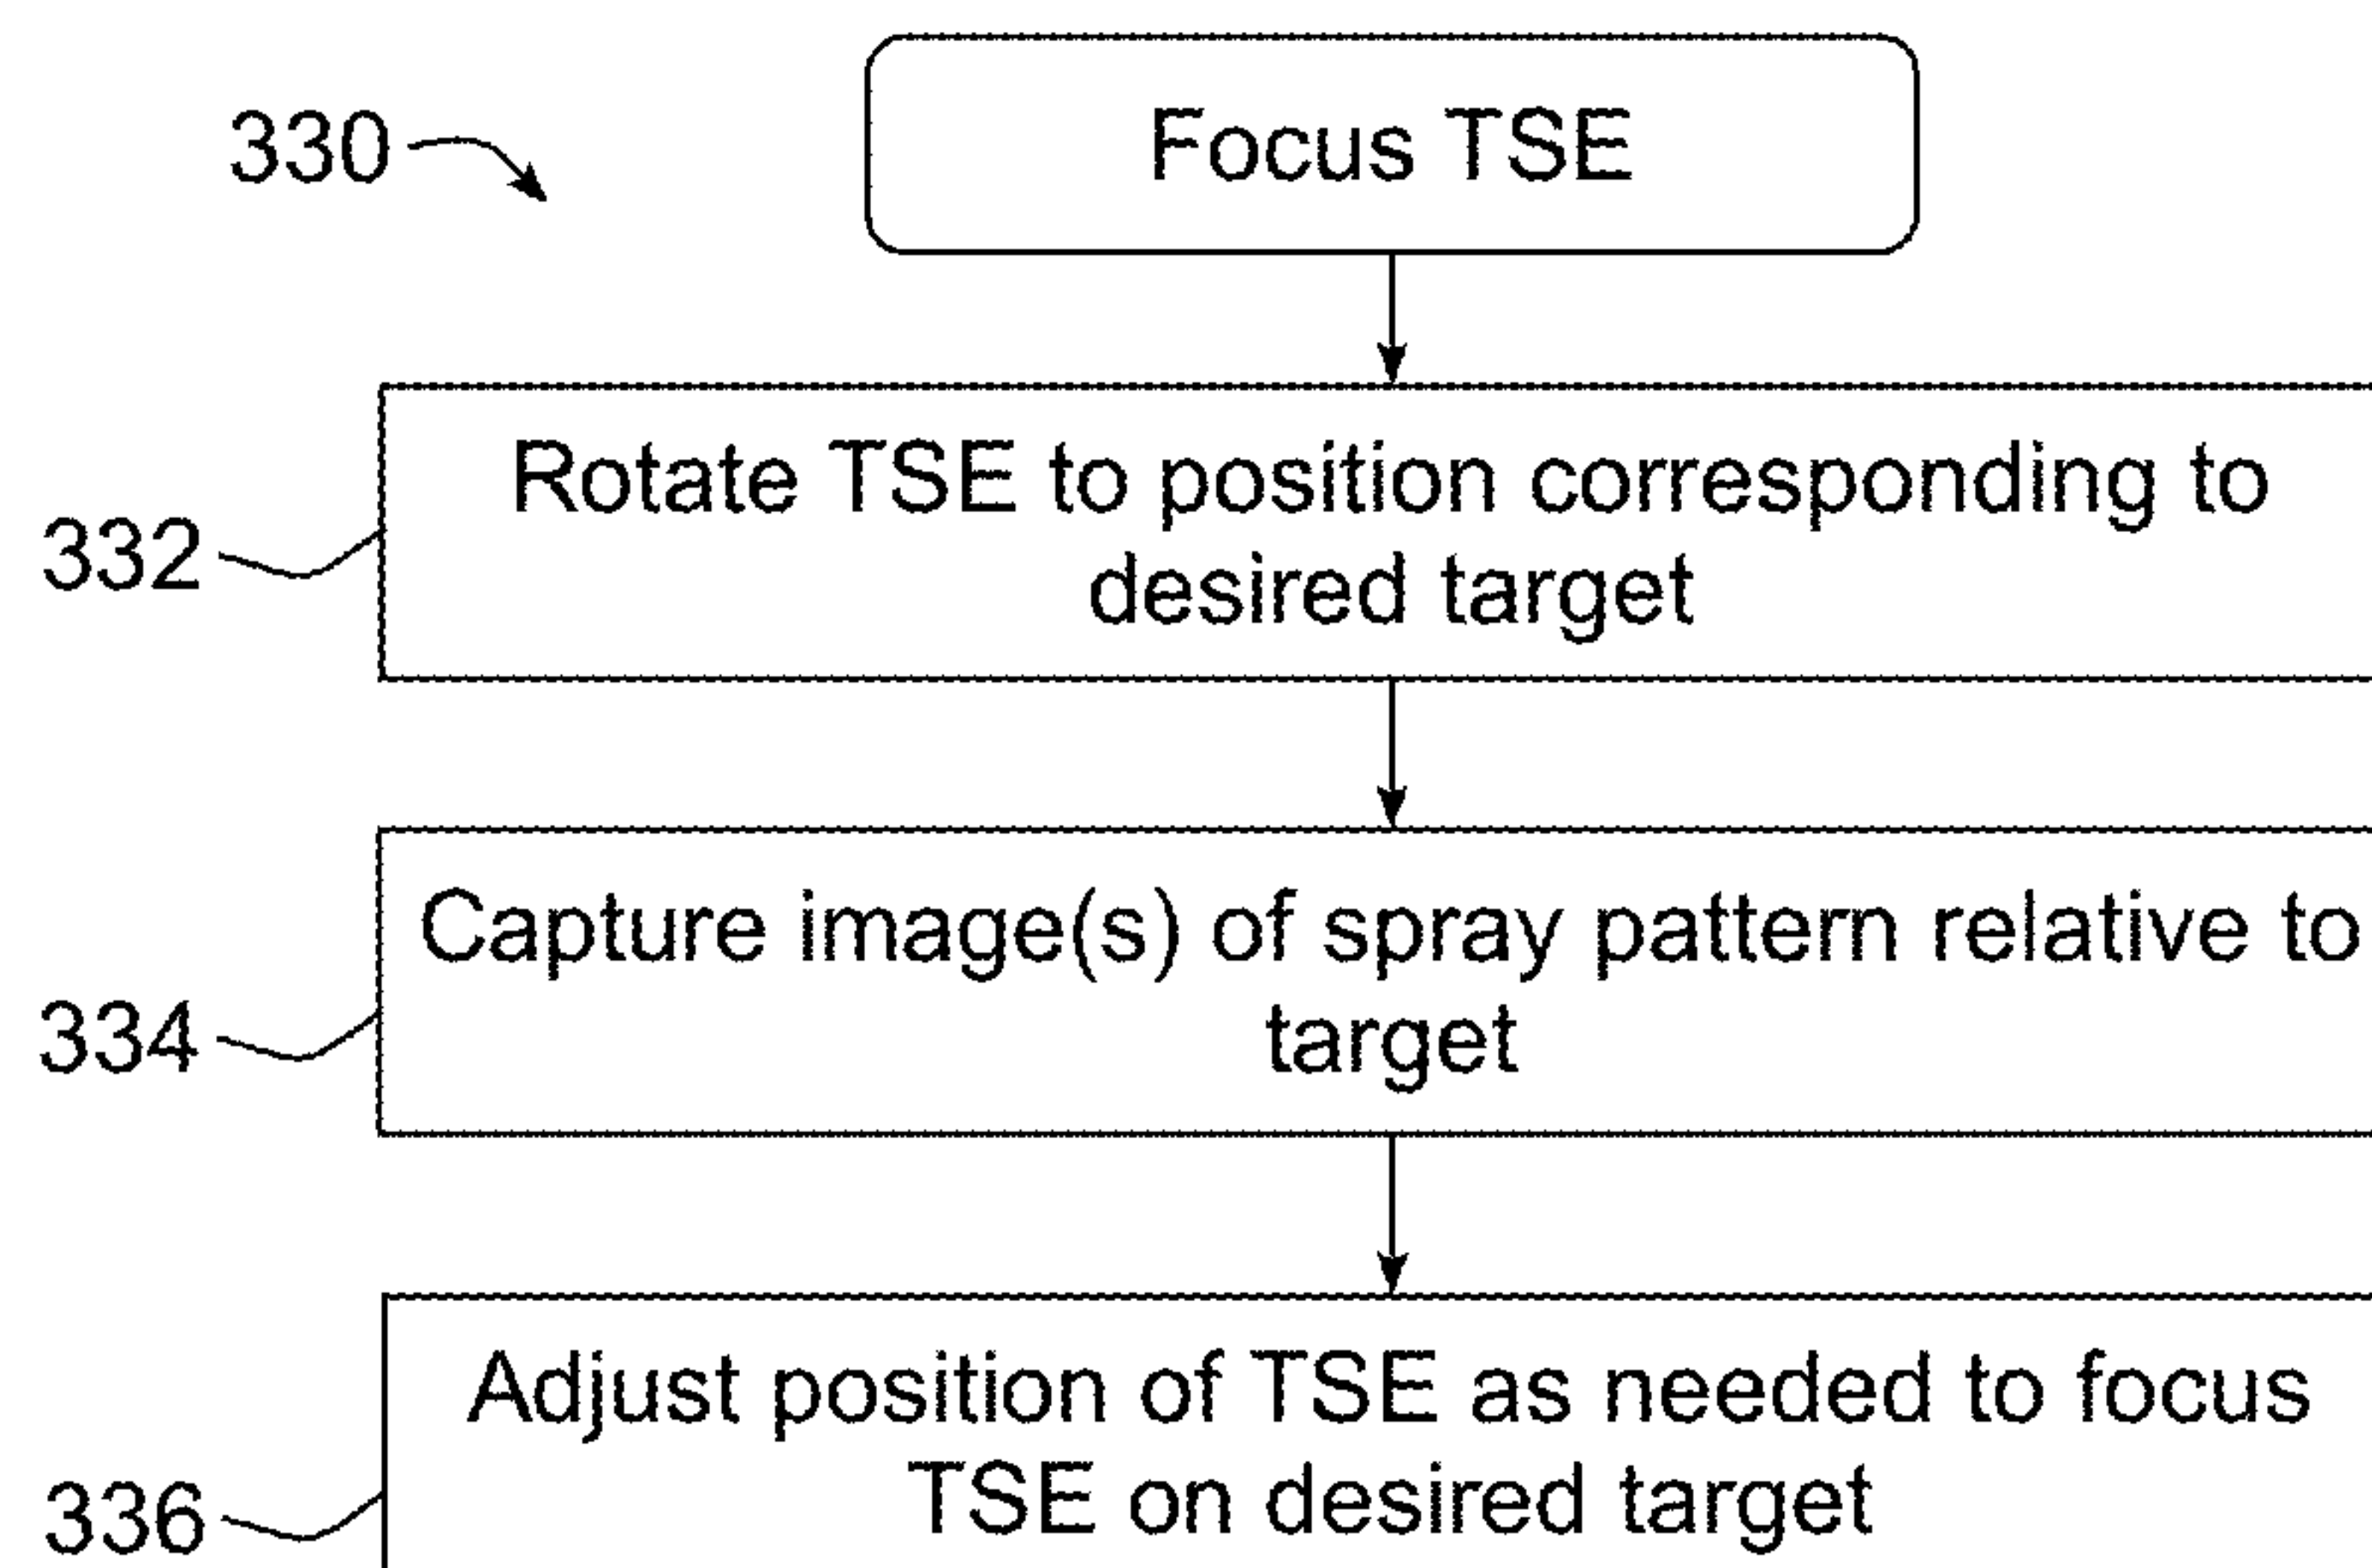 330
Focus TSE
Rotate TSE to position corresponding to
desired target
332
Capture image(s) of spray pattern relative to
target
334
Adjust position of TSE as needed to focus
TSE on desired target
336